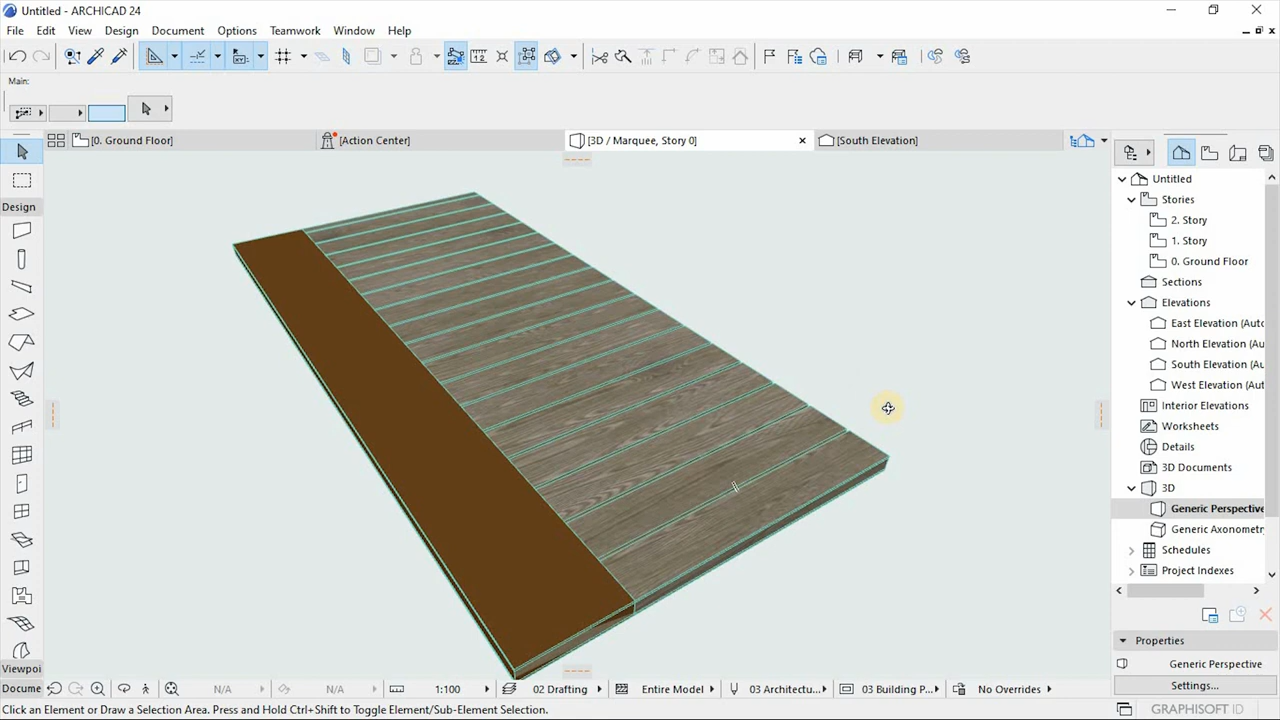 Untitled - ARCHICAD 24
File Edit View Design Document Options Teamwork Window Help
Main:
[0. Ground Floor]
[Action Center]
[3D / Marquee, Story 0]
[South Elevation]
Design
Viewpoi
Docume
Untitled
Stories
2. Story
1. Story
0. Ground Floor
Sections
Elevations
East Elevation (Auto
North Elevation (Au
South Elevation (Au
West Elevation (Aut
Interior Elevations
Worksheets
Details
3D Documents
3D
Generic Perspective
Generic Axonometr
Schedules
Project Indexes
Properties
Generic Perspective
Settings...
N/A
N/A
1:100
02 Drafting
Entire Model
03 Architectu...
03 Building P...
No Overrides
Click an Element or Draw a Selection Area. Press and Hold Ctrl+Shift to Toggle Element/Sub-Element Selection.
GRAPHISOFT ID